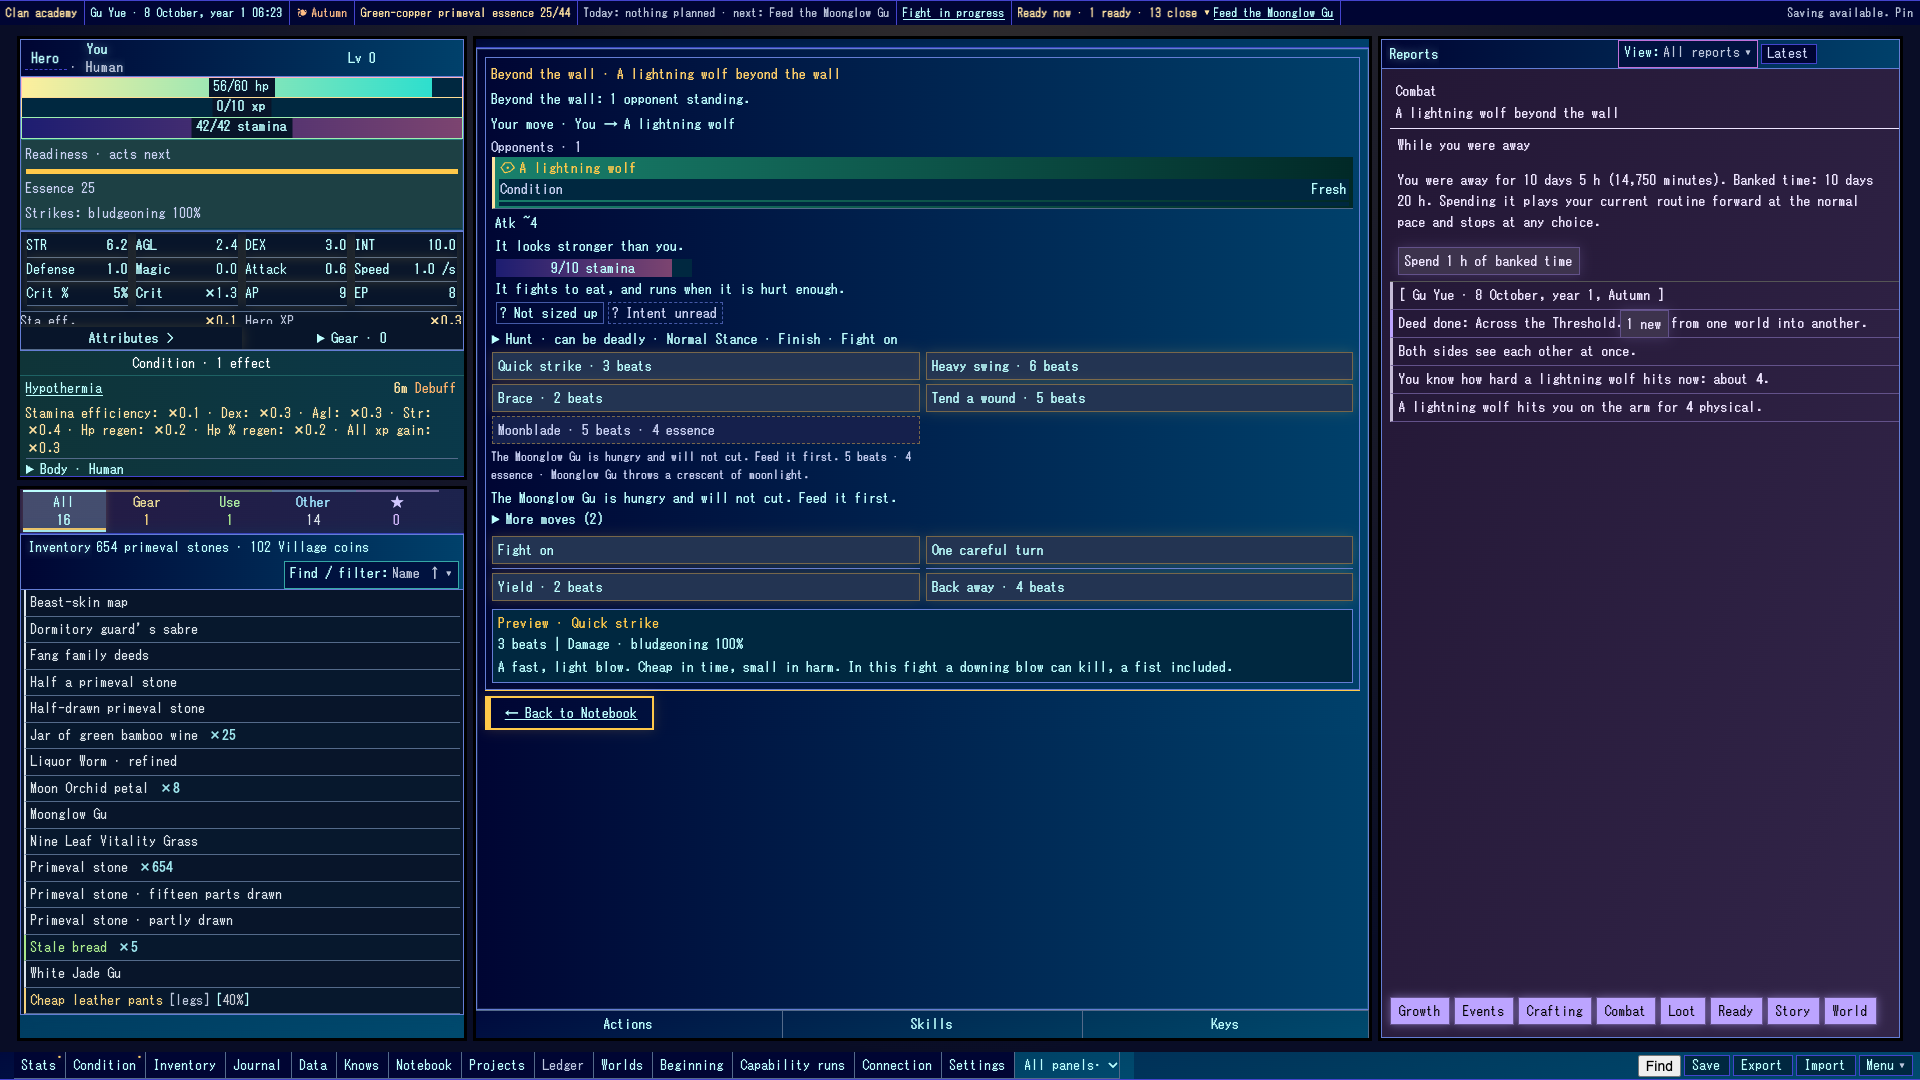 Clan academy
Gu Yue · 8 October, year 1 06:23
Autumn
Green-copper primeval essence 25/44
Today: nothing planned · next: Feed the Moonglow Gu
Fight in progress
Ready now · 1 ready · 13 close ▾ Feed the Moonglow Gu
Saving available. Pin
Hero · You Lv 0
Human
56/60 hp
0/10 xp
42/42 stamina
Readiness · acts next
Essence 25
Strikes: bludgeoning 100%
STR 6.2 AGL 2.4 DEX 3.0 INT 10.0
Defense 1.0 Magic 0.0 Attack 0.6 Speed 1.0 /s
Crit % 5% Crit ×1.3 AP 9 EP 8
Sta eff. ×0.1 Hero XP ×0.3
Attributes >
▶ Gear · 0
Condition · 1 effect
Hypothermia 6m Debuff
Stamina efficiency: ×0.1 · Dex: ×0.3 · Agl: ×0.3 · Str:
×0.4 · Hp regen: ×0.2 · Hp % regen: ×0.2 · All xp gain:
×0.3
▶ Body · Human
All 16
Gear 1
Use 1
Other 14
★ 0
Inventory 654 primeval stones · 102 Village coins
Find / filter: Name ↑ ▾
Beast-skin map
Dormitory guard's sabre
Fang family deeds
Half a primeval stone
Half-drawn primeval stone
Jar of green bamboo wine ×25
Liquor Worm · refined
Moon Orchid petal ×8
Moonglow Gu
Nine Leaf Vitality Grass
Primeval stone ×654
Primeval stone · fifteen parts drawn
Primeval stone · partly drawn
Stale bread ×5
White Jade Gu
Cheap leather pants [legs] [40%]
Beyond the wall · A lightning wolf beyond the wall
Beyond the wall: 1 opponent standing.
Your move · You → A lightning wolf
Opponents · 1
A lightning wolf
Condition Fresh
Atk ~4
It looks stronger than you.
9/10 stamina
It fights to eat, and runs when it is hurt enough.
? Not sized up
? Intent unread
▶ Hunt · can be deadly · Normal Stance · Finish · Fight on
Quick strike · 3 beats
Heavy swing · 6 beats
Brace · 2 beats
Tend a wound · 5 beats
Moonblade · 5 beats · 4 essence
The Moonglow Gu is hungry and will not cut. Feed it first. 5 beats · 4
essence · Moonglow Gu throws a crescent of moonlight.
The Moonglow Gu is hungry and will not cut. Feed it first.
▶ More moves (2)
Fight on
One careful turn
Yield · 2 beats
Back away · 4 beats
Preview · Quick strike
3 beats | Damage · bludgeoning 100%
A fast, light blow. Cheap in time, small in harm. In this fight a downing blow can kill, a fist included.
← Back to Notebook
Actions
Skills
Keys
Reports
View: All reports ▾
Latest
Combat
A lightning wolf beyond the wall
While you were away
You were away for 10 days 5 h (14,750 minutes). Banked time: 10 days
20 h. Spending it plays your current routine forward at the normal
pace and stops at any choice.
Spend 1 h of banked time
[ Gu Yue · 8 October, year 1, Autumn ]
Deed done: Across the Threshold. 1 new from one world into another.
Both sides see each other at once.
You know how hard a lightning wolf hits now: about 4.
A lightning wolf hits you on the arm for 4 physical.
Growth
Events
Crafting
Combat
Loot
Ready
Story
World
Stats
Condition
Inventory
Journal
Data
Knows
Notebook
Projects
Ledger
Worlds
Beginning
Capability runs
Connection
Settings
All panels·
Find
Save
Export
Import
Menu ▾